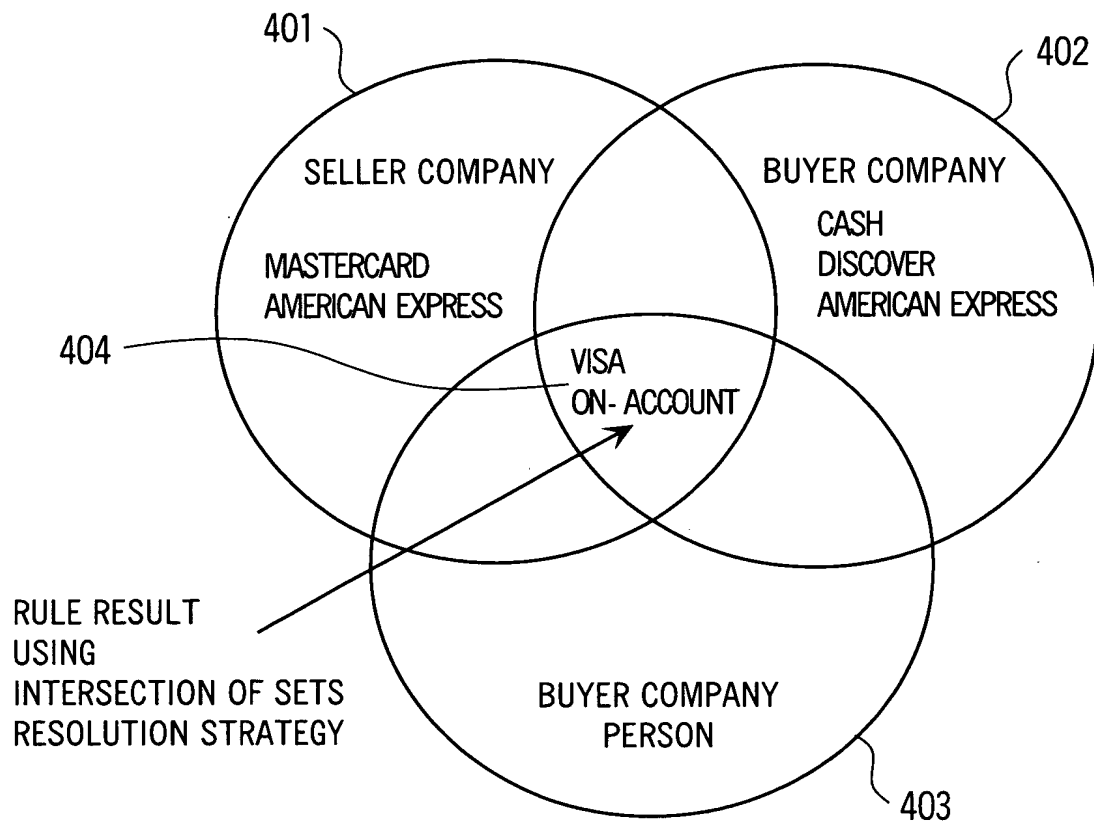 401
402
SELLER COMPANY
BUYER COMPANY
CASH
DISCOVER
AMERICAN EXPRESS
MASTERCARD
AMERICAN EXPRESS
404
VISA
ON-ACCOUNT
RULE RESULT
USING
INTERSECTION OF SETS
RESOLUTION STRATEGY
BUYER COMPANY
PERSON
403